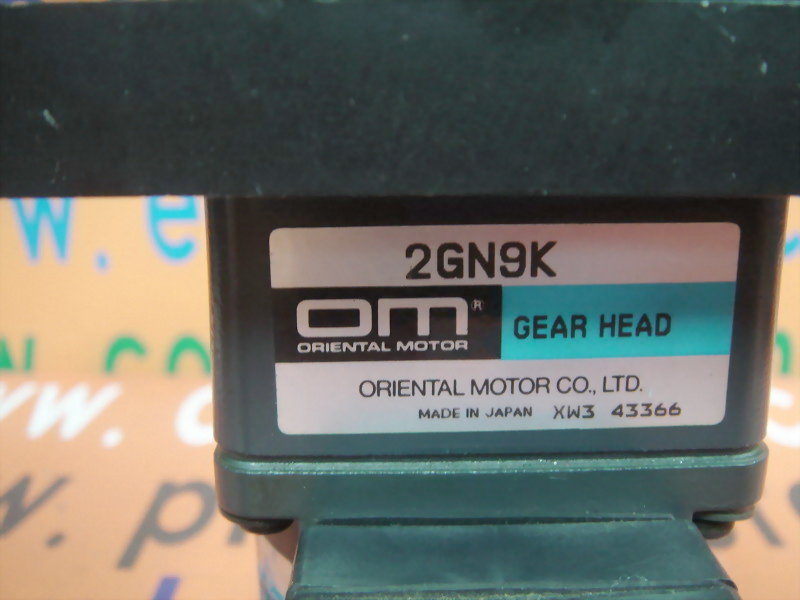 2GN9K
OM®
ORIENTAL MOTOR
GEAR HEAD
ORIENTAL MOTOR CO., LTD.
MADE IN JAPAN XW3 43366